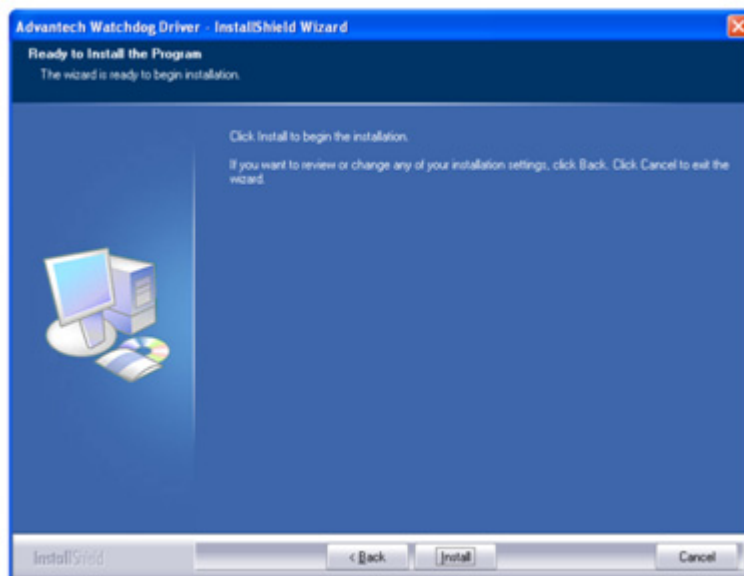 Advantech Watchdog Driver - InstallShield Wizard
Ready to Install the Program
The wizard is ready to begin installation.
Click Install to begin the installation.
If you want to review or change any of your installation settings, click Back. Click Cancel to exit the
wizard.
InstallShield
< Back
Install
Cancel